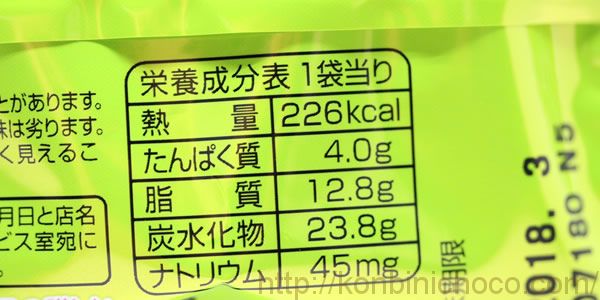 とがあります。
味は劣ります。
く見えるこ
月日と店名
ビス室宛に
栄養成分表 1袋当り
熱 量 226kcal
たんぱく質 4.0g
脂 質 12.8g
炭水化物 23.8g
ナトリウム 45mg
期限
2018. 3
07180 N5
http://konbinichoco.com/